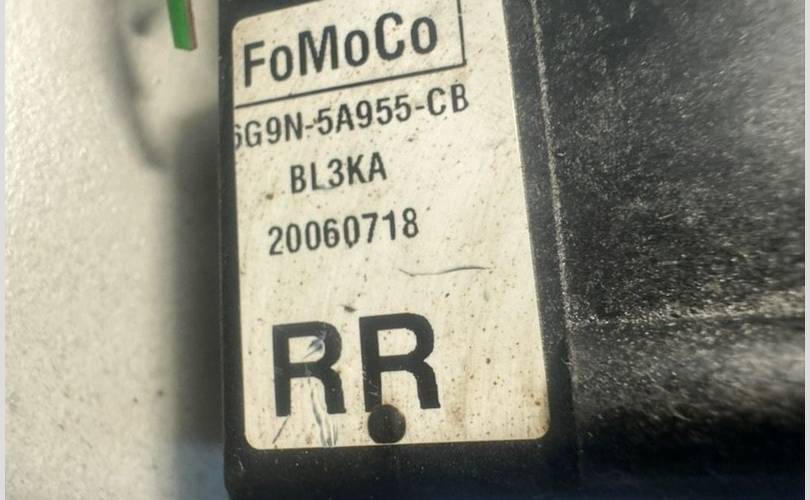 FoMoCo
6G9N-5A955-CB
BL3KA
20060718
RR